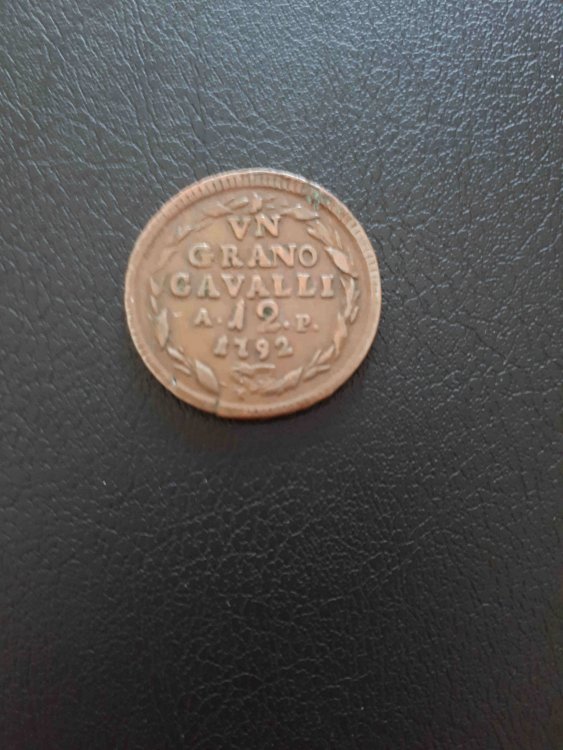 VN
GRANO
CAVALLI
A. 12. P.
1792